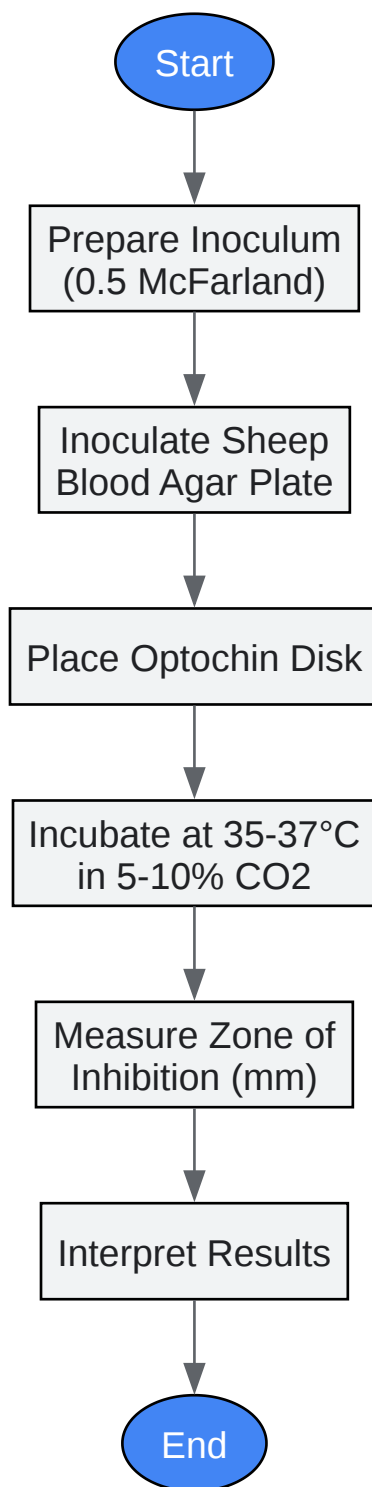 Start
Prepare Inoculum
(0.5 McFarland)
Inoculate Sheep
Blood Agar Plate
Place Optochin Disk
Incubate at 35-37°C
in 5-10% CO2
Measure Zone of
Inhibition (mm)
Interpret Results
End